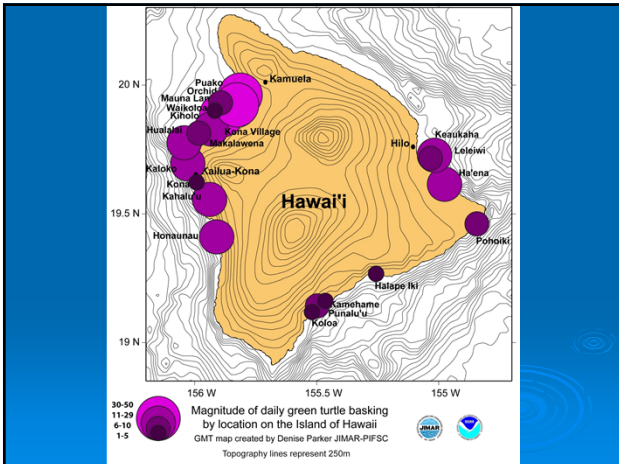 20 N
Kamuela
Puako
Orchid
Mauna Lani
Waikoloa
Kiholo
Kona Village
Hualalai
Makalawena
Keaukaha
Hilo
Leleiwi
Kaloko
Kailua-Kona
Ha'ena
Kona
Hawai'i
Kahalu'u
19.5 N
Honaunau
Pohoiki
Halape Iki
Kamehame
Punalu'u
Koloa
19 N
156 W
155.5 W
155 W
30-50
11-29
6-10
1-5
Magnitude of daily green turtle basking
by location on the Island of Hawaii
GMT map created by Denise Parker JIMAR-PIFSC
Topography lines represent 250m
JIMAR
NOAA